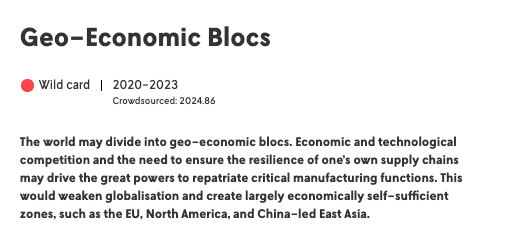 Geo-Economic Blocs
Wild card | 2020-2023
Crowdsourced: 2024.86
The world may divide into geo-economic blocs. Economic and technological
competition and the need to ensure the resilience of one's own supply chains
may drive the great powers to repatriate critical manufacturing functions. This
would weaken globalisation and create largely economically self-sufficient
zones, such as the EU, North America, and China-led East Asia.